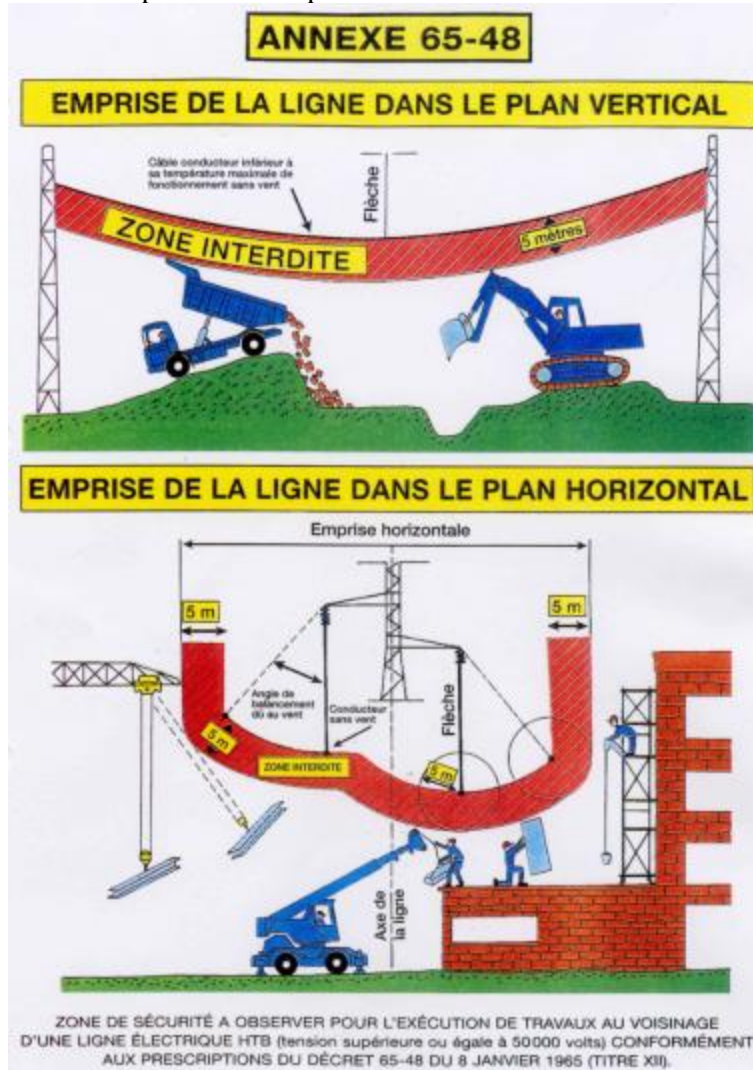 ANNEXE 65-48
EMPRISE DE LA LIGNE DANS LE PLAN VERTICAL
Câble conducteur inférieur à
sa température maximale de
fonctionnement sans vent
Flèche
ZONE INTERDITE
5 mètres
EMPRISE DE LA LIGNE DANS LE PLAN HORIZONTAL
Emprise horizontale
5 m
5 m
Angle de
balancement
dû au vent
Conducteur
sans vent
Flèche
5 m
ZONE INTERDITE
5 m
Axe de
la ligne
ZONE DE SÉCURITÉ A OBSERVER POUR L'EXÉCUTION DE TRAVAUX AU VOISINAGE
D'UNE LIGNE ÉLECTRIQUE HTB (tension supérieure ou égale à 50000 volts) CONFORMÉMENT
AUX PRESCRIPTIONS DU DÉCRET 65-48 DU 8 JANVIER 1965 (TITRE XII).